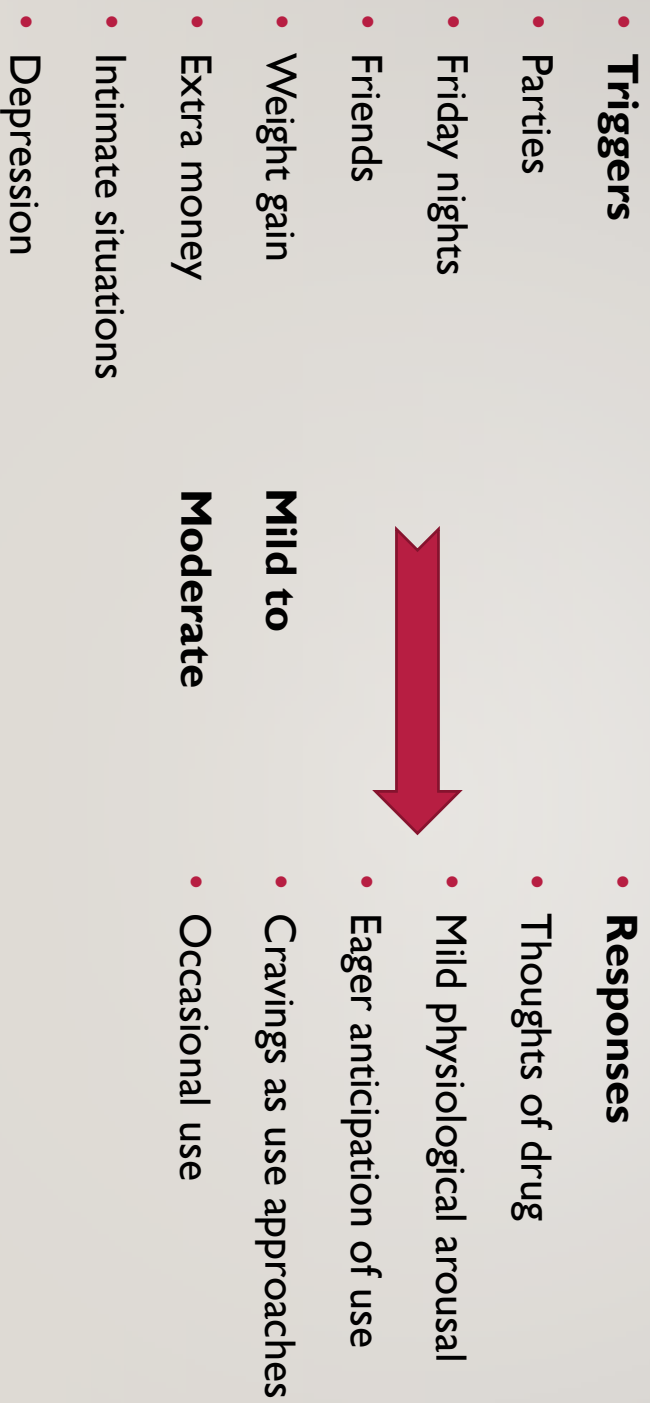 • Triggers
• Parties
• Friday nights
• Friends
• Weight gain
• Extra money
• Intimate situations
• Depression
Mild to
Moderate
• Responses
• Thoughts of drug
• Mild physiological arousal
• Eager anticipation of use
• Cravings as use approaches
• Occasional use